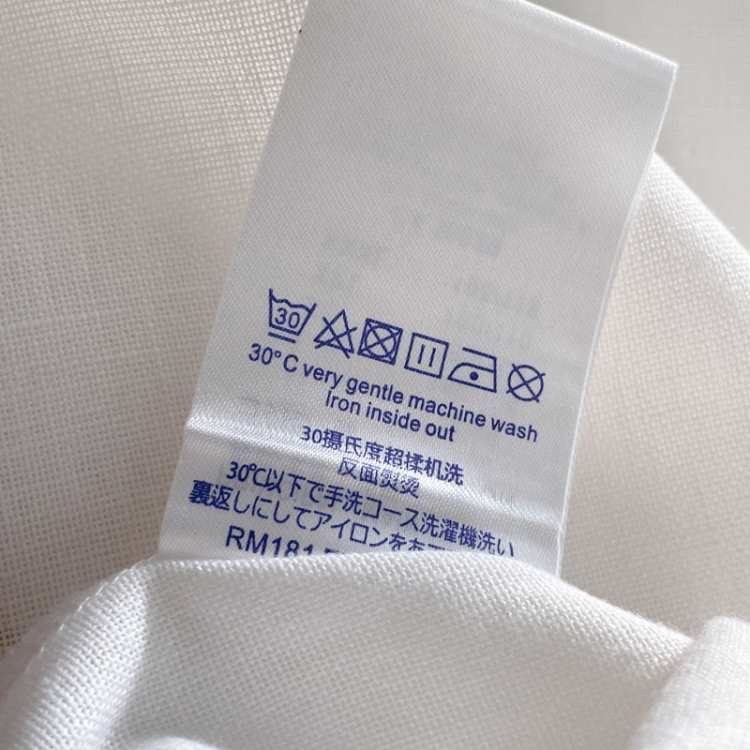 30
30°C very gentle machine wash
Iron inside out
30摄氏度超揉机洗
反面熨烫
30℃以下で手洗コース洗濯機洗い
裏返しにしてアイロンを
RM181